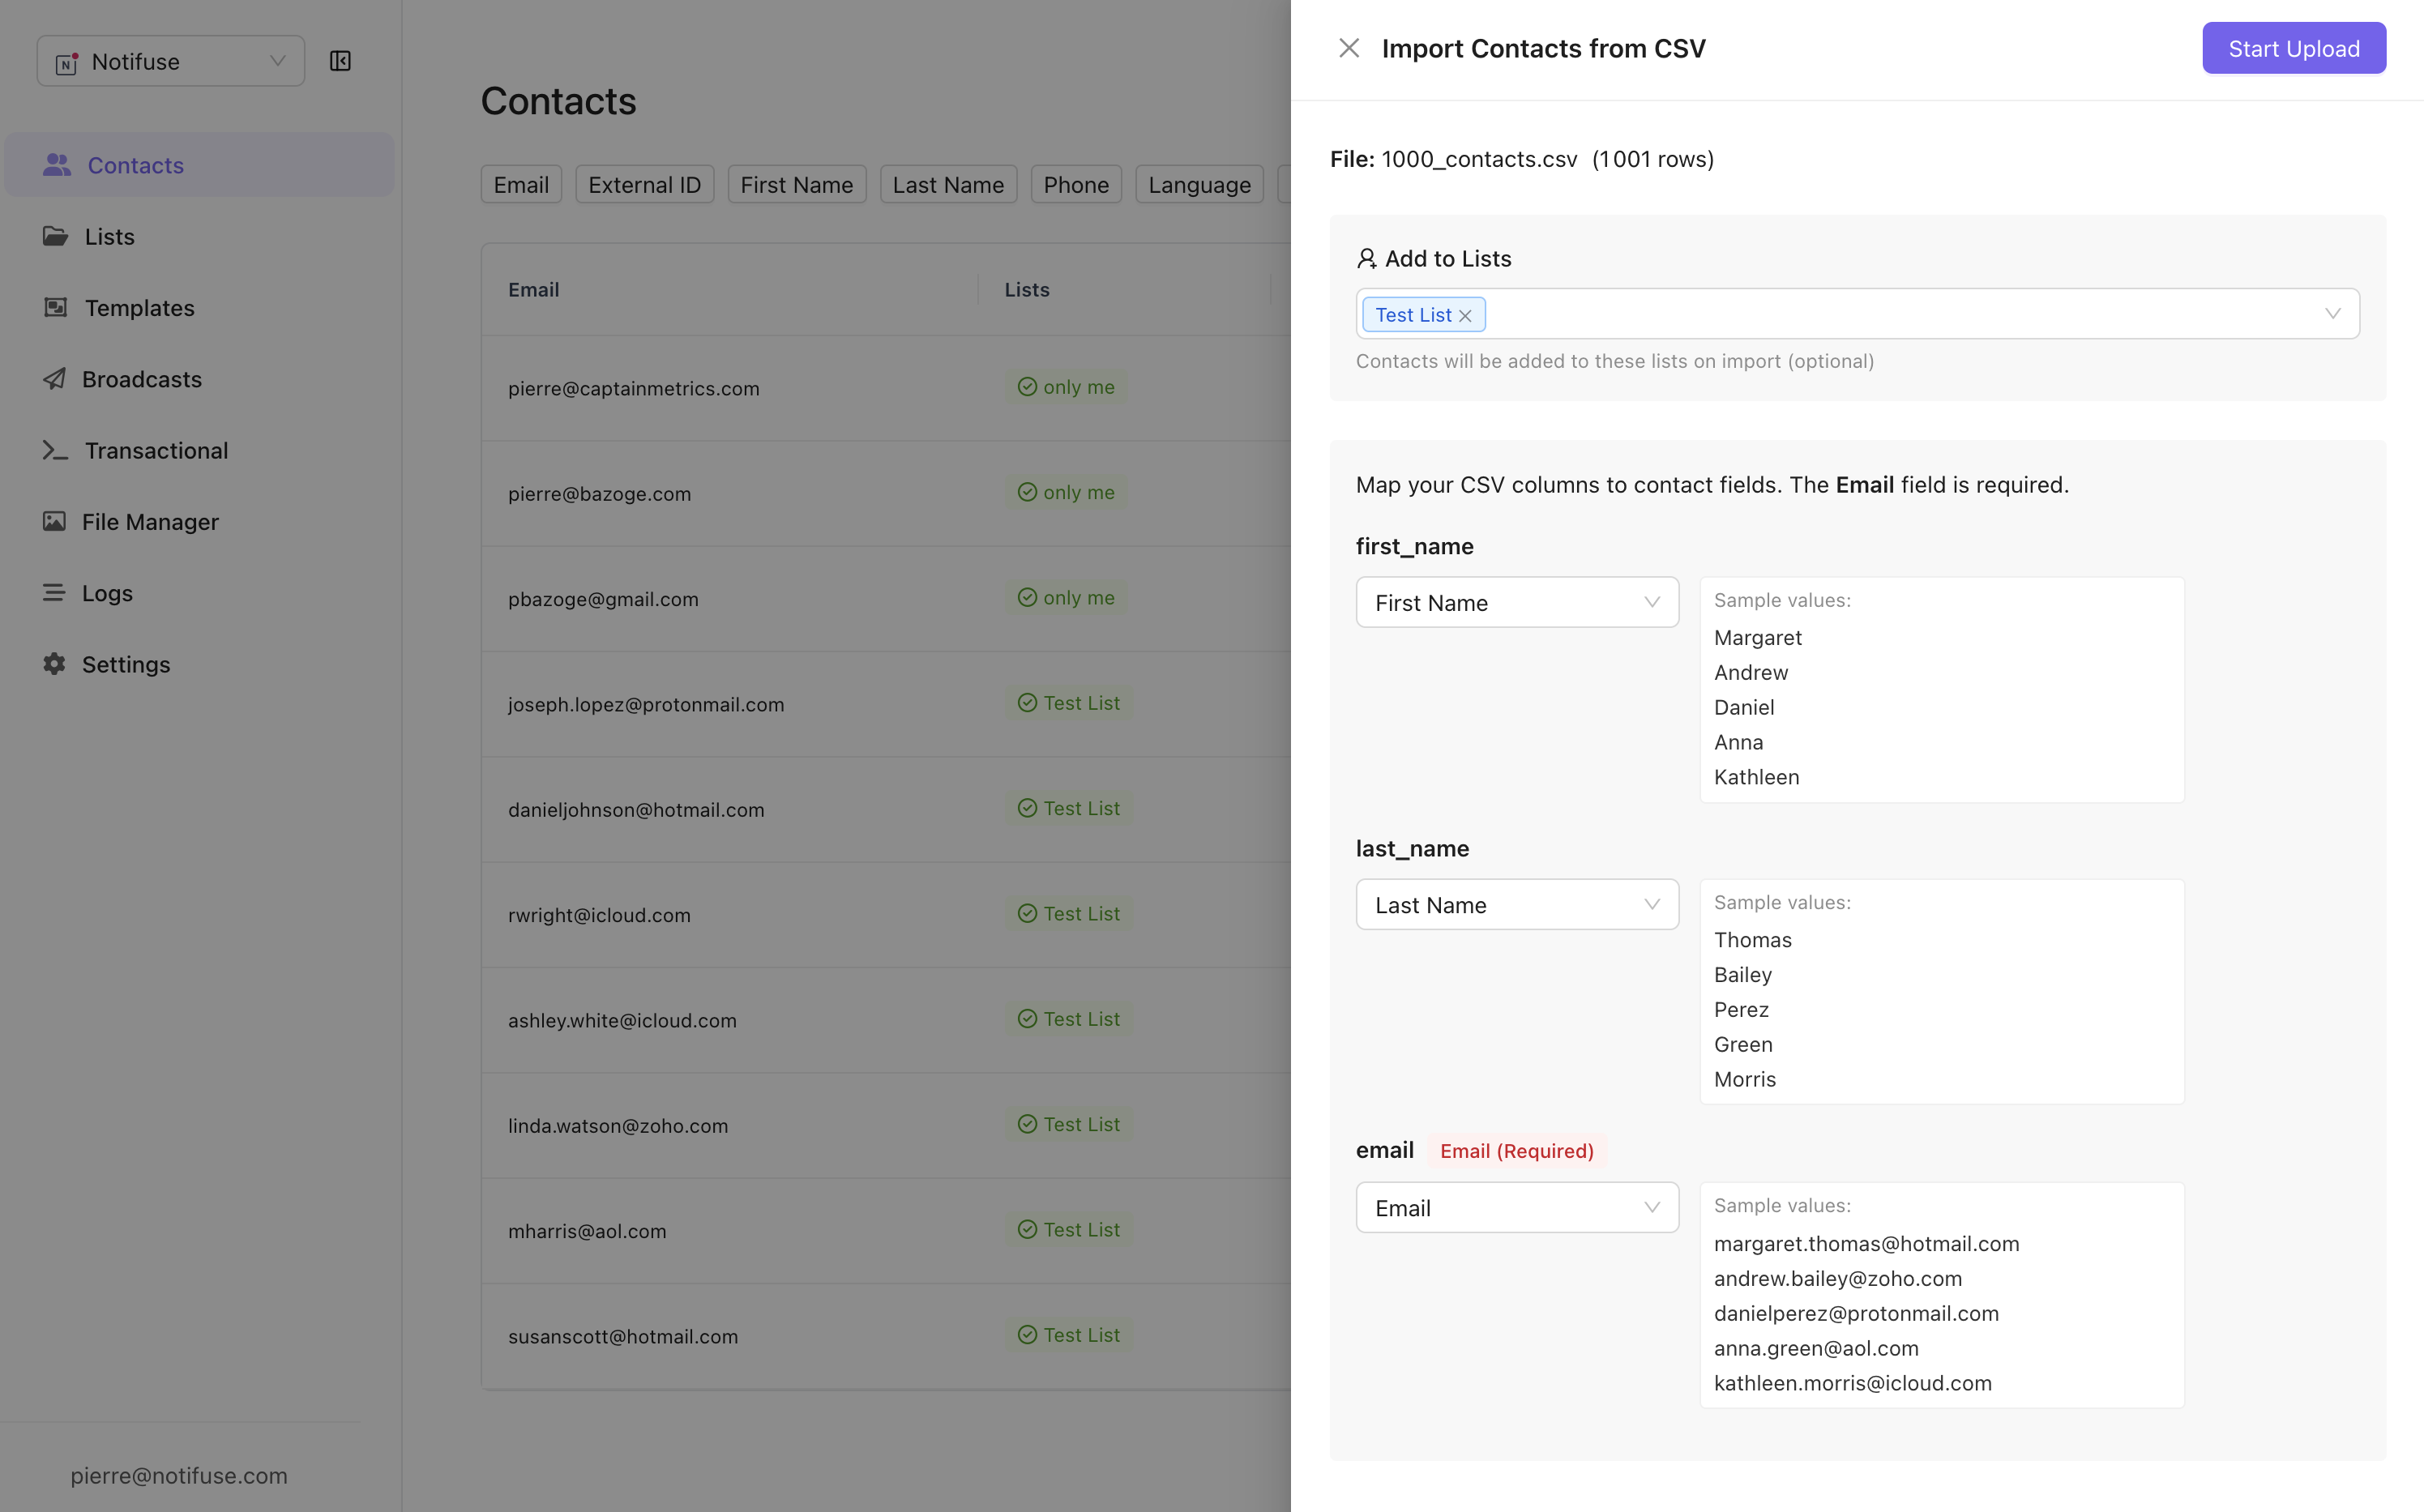 N
Notifuse
Contacts
Lists
Templates
Broadcasts
Transactional
File Manager
Logs
Settings
pierre@notifuse.com
Contacts
Email
External ID
First Name
Last Name
Phone
Language
Email
Lists
pierre@captainmetrics.com
only me
pierre@bazoge.com
only me
pbazoge@gmail.com
only me
joseph.lopez@protonmail.com
Test List
danieljohnson@hotmail.com
Test List
rwright@icloud.com
Test List
ashley.white@icloud.com
Test List
linda.watson@zoho.com
Test List
mharris@aol.com
Test List
susanscott@hotmail.com
Test List
Import Contacts from CSV
Start Upload
File: 1000_contacts.csv (1 001 rows)
Add to Lists
Test List
Contacts will be added to these lists on import (optional)
Map your CSV columns to contact fields. The Email field is required.
first_name
First Name
Sample values:
Margaret
Andrew
Daniel
Anna
Kathleen
last_name
Last Name
Sample values:
Thomas
Bailey
Perez
Green
Morris
email
Email (Required)
Email
Sample values:
margaret.thomas@hotmail.com
andrew.bailey@zoho.com
danielperez@protonmail.com
anna.green@aol.com
kathleen.morris@icloud.com